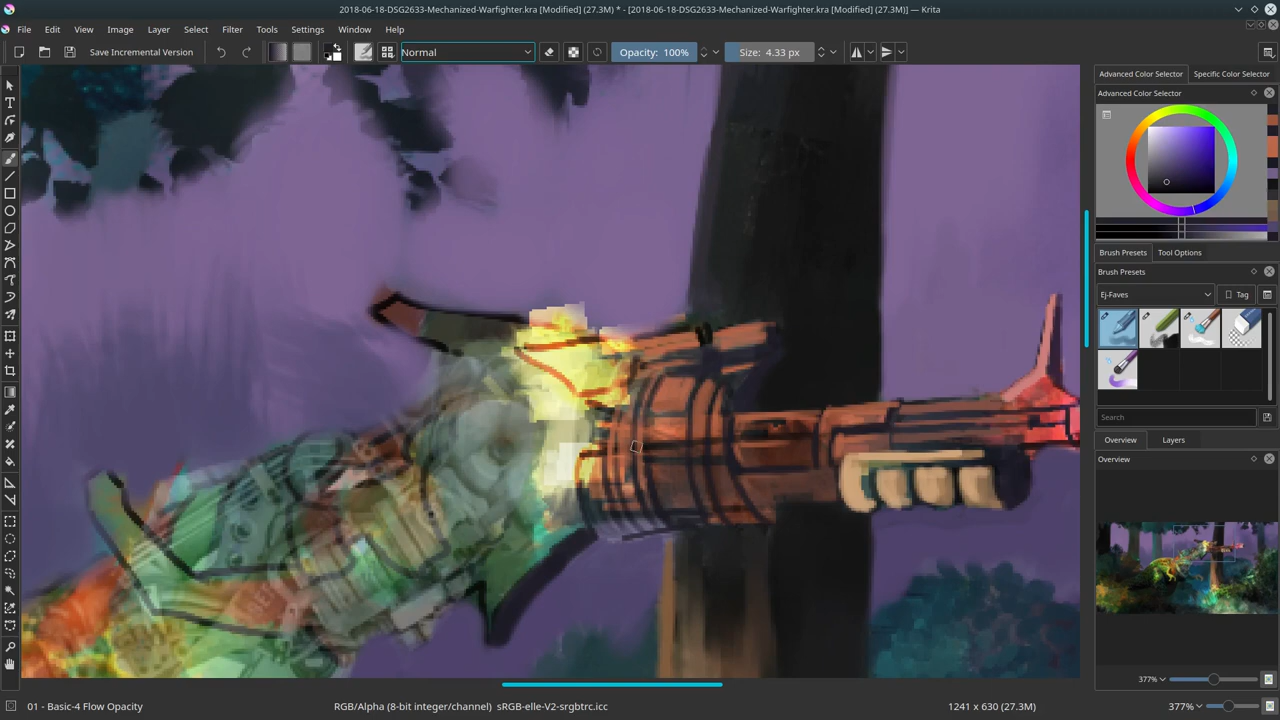 2018-06-18-DSG2633-Mechanized-Warfighter.kra [Modified] (27.3M) * - [2018-06-18-DSG2633-Mechanized-Warfighter.kra [Modified] (27.3M)] — Krita
File Edit View Image Layer Select Filter Tools Settings Window Help
Save Incremental Version Normal Opacity: 100% Size: 4.33 px
Advanced Color Selector Specific Color Selector
Advanced Color Selector
Brush Presets Tool Options
Brush Presets
Ej-Faves Tag
Search
Overview Layers
Overview
377%
01 - Basic-4 Flow Opacity RGB/Alpha (8-bit integer/channel) sRGB-elle-V2-srgbtrc.icc 1241 x 630 (27.3M) 377%